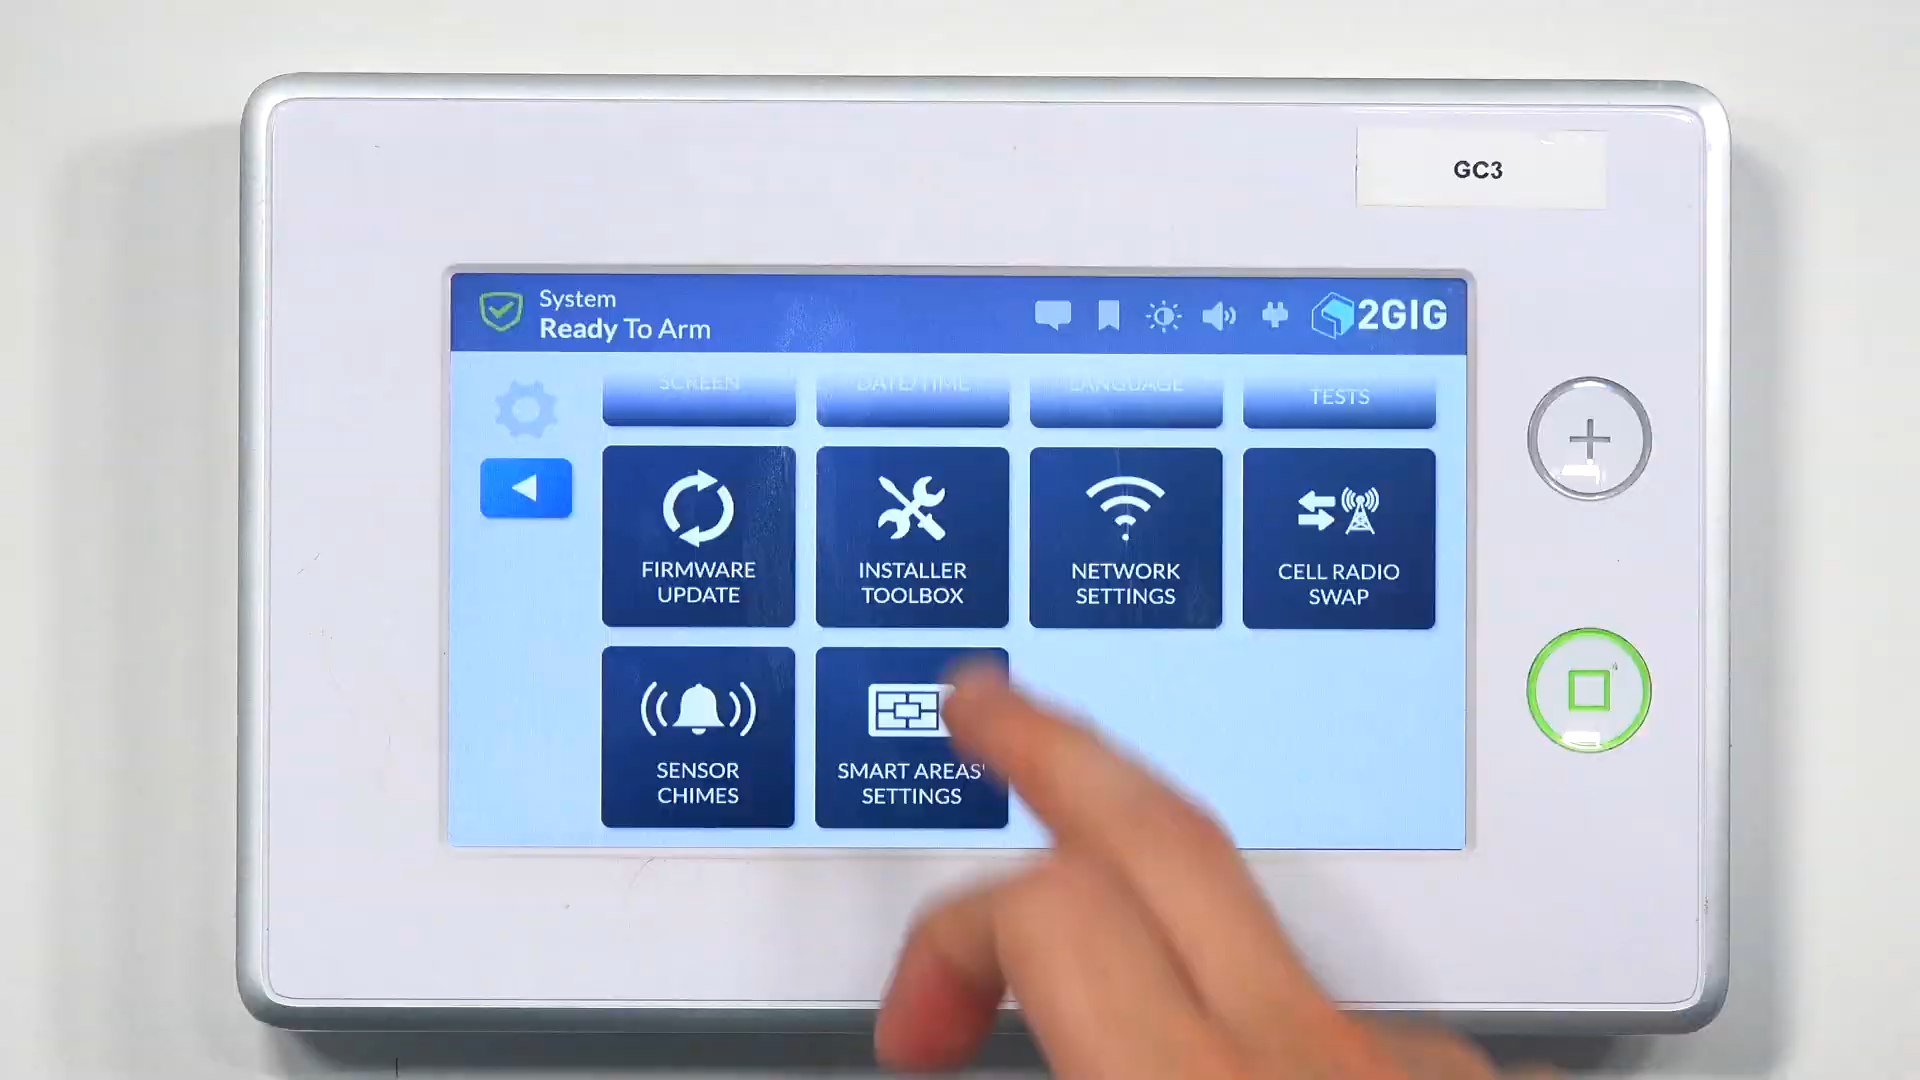 GC3
System
Ready To Arm
2GIG
SCREEN
DATE/TIME
LANGUAGE
TESTS
FIRMWARE
UPDATE
INSTALLER
TOOLBOX
NETWORK
SETTINGS
CELL RADIO
SWAP
SENSOR
CHIMES
SMART AREAS'
SETTINGS